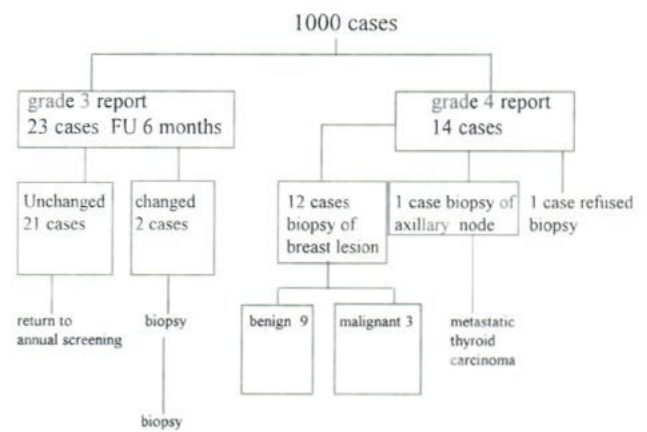 1000 cases
grade 3 report
23 cases FU 6 months
grade 4 report
14 cases
Unchanged
21 cases
changed
2 cases
12 cases
biopsy of
breast lesion
1 case biopsy of
axillary node
1 case refused
biopsy
return to
annual screening
biopsy
benign 9
malignant 3
metastatic
thyroid
carcinoma
biopsy